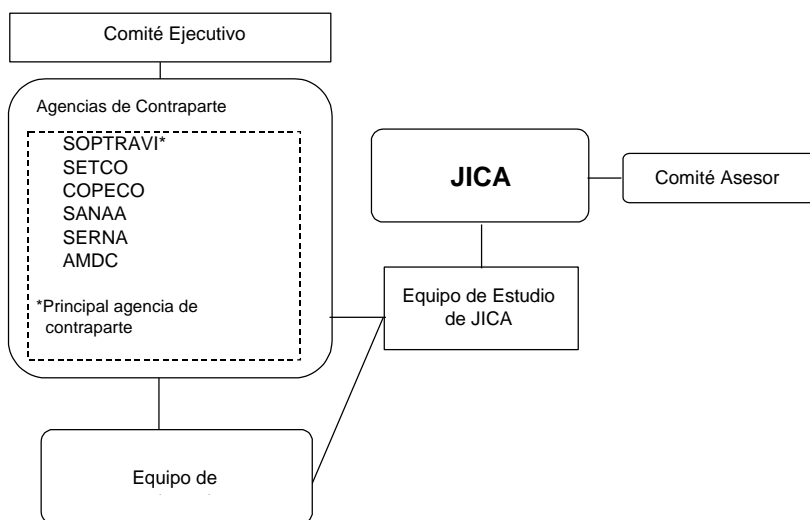 Comité Ejecutivo
Agencias de Contraparte
SOPTRAVI*
SETCO
COPECO
SANAA
SERNA
AMDC
*Principal agencia de
contraparte
JICA
Comité Asesor
Equipo de Estudio
de JICA
Equipo de